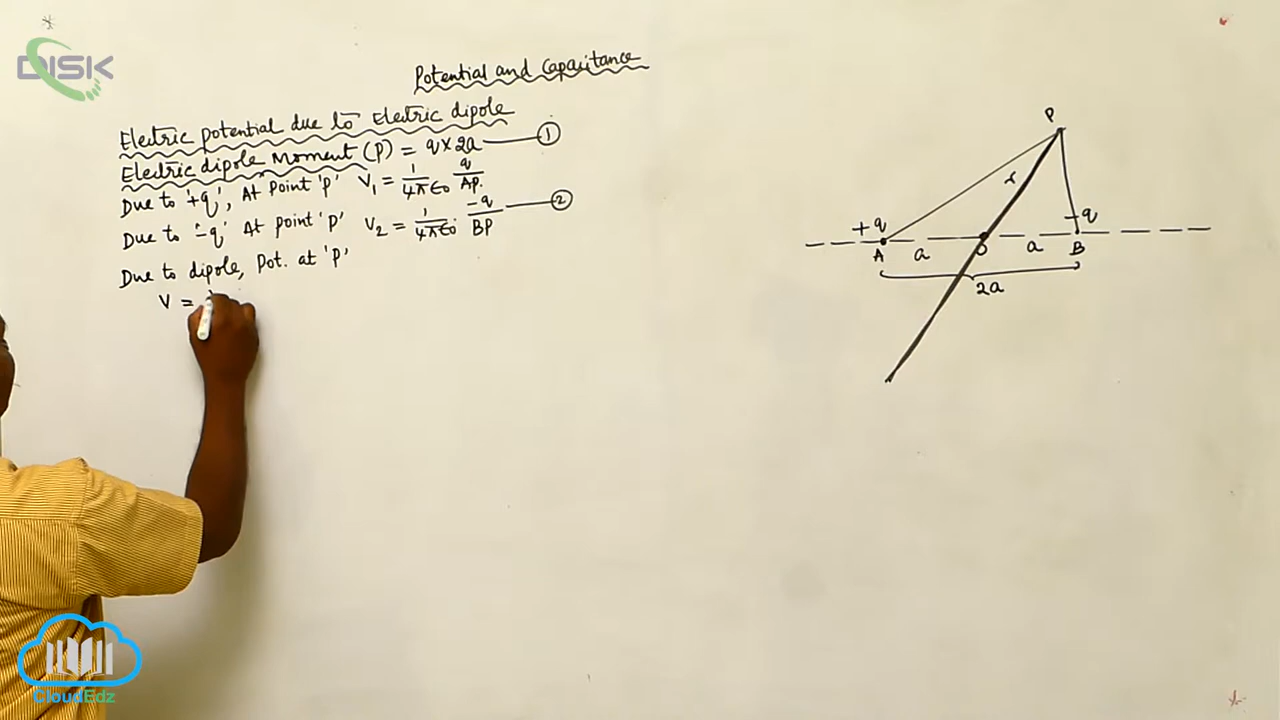 DISK
Potential and Capacitance
Electric potential due to Electric dipole
Electric dipole Moment (P) = q × 2a ——— ①
Due to '+q', At Point 'P' V₁ = 1/4πε₀ · q/AP.
Due to '-q' At point 'P' V₂ = 1/4πε₀ · -q/BP ——— ②
Due to dipole, Pot. at 'P'
V =
P
r
+q
-q
A
a
O
a
B
2a
CloudEdz